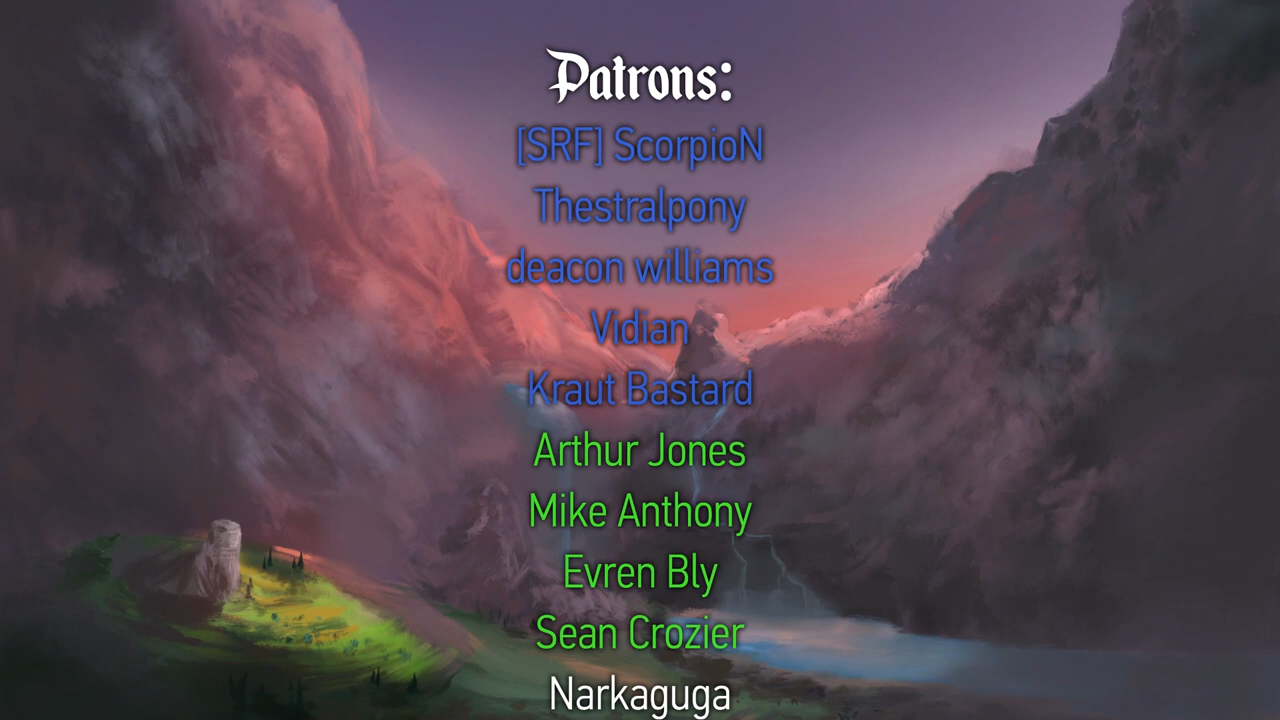 Patrons:
[SRF] ScorpioN
Thestralpony
deacon williams
Vidian
Kraut Bastard
Arthur Jones
Mike Anthony
Evren Bly
Sean Crozier
Narkaguga